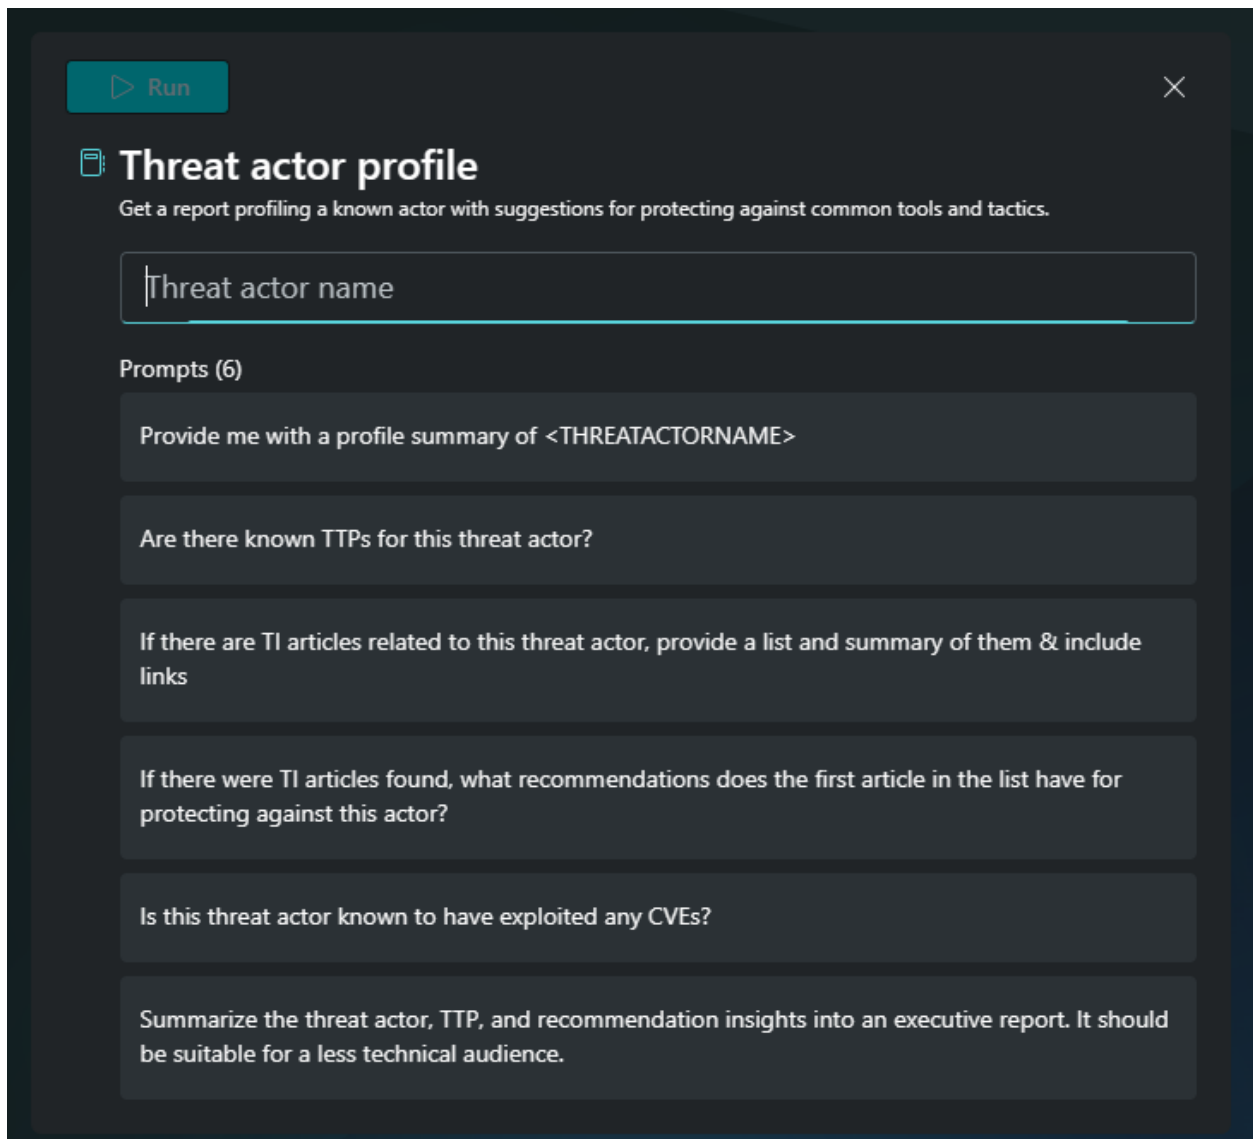 Run
Threat actor profile
Get a report profiling a known actor with suggestions for protecting against common tools and tactics.
Threat actor name
Prompts (6)
Provide me with a profile summary of <THREATACTORNAME>
Are there known TTPs for this threat actor?
If there are TI articles related to this threat actor, provide a list and summary of them & include
links
If there were TI articles found, what recommendations does the first article in the list have for
protecting against this actor?
Is this threat actor known to have exploited any CVEs?
Summarize the threat actor, TTP, and recommendation insights into an executive report. It should
be suitable for a less technical audience.